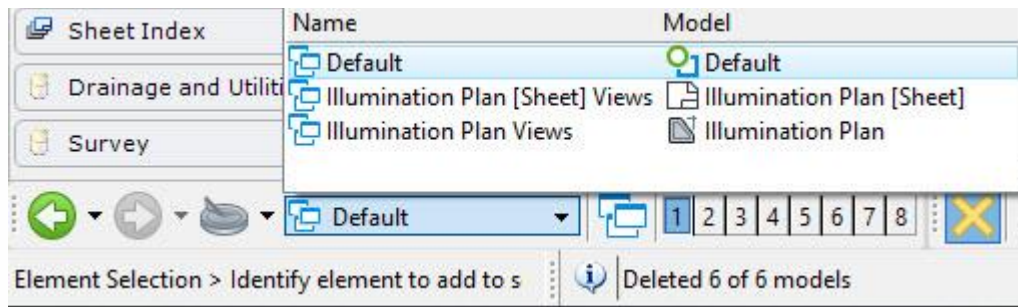 Sheet Index
Drainage and Utiliti
Survey
Name Model
Default Default
Illumination Plan [Sheet] Views Illumination Plan [Sheet]
Illumination Plan Views Illumination Plan
Default 1 2 3 4 5 6 7 8
Element Selection > Identify element to add to s Deleted 6 of 6 models